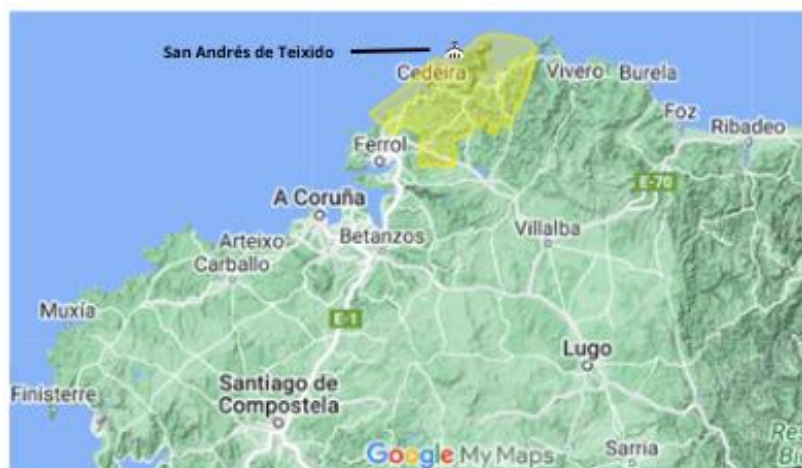 San Andrés de Teixido
Cedeira
Vivero
Burela
Foz
Ribadeo
Ferrol
E-70
A Coruña
Villalba
Arteixo
Betanzos
Carballo
Muxía
E-1
Lugo
Finisterre
Santiago de
Compostela
Google My Maps
Sarria